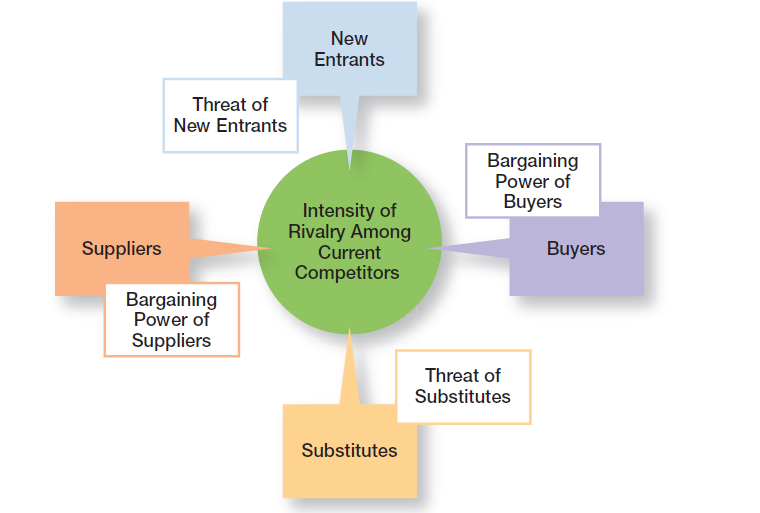 New
Entrants
Threat of
New Entrants
Bargaining
Power of
Buyers
Intensity of
Rivalry Among
Current
Competitors
Suppliers
Buyers
Bargaining
Power of
Suppliers
Threat of
Substitutes
Substitutes